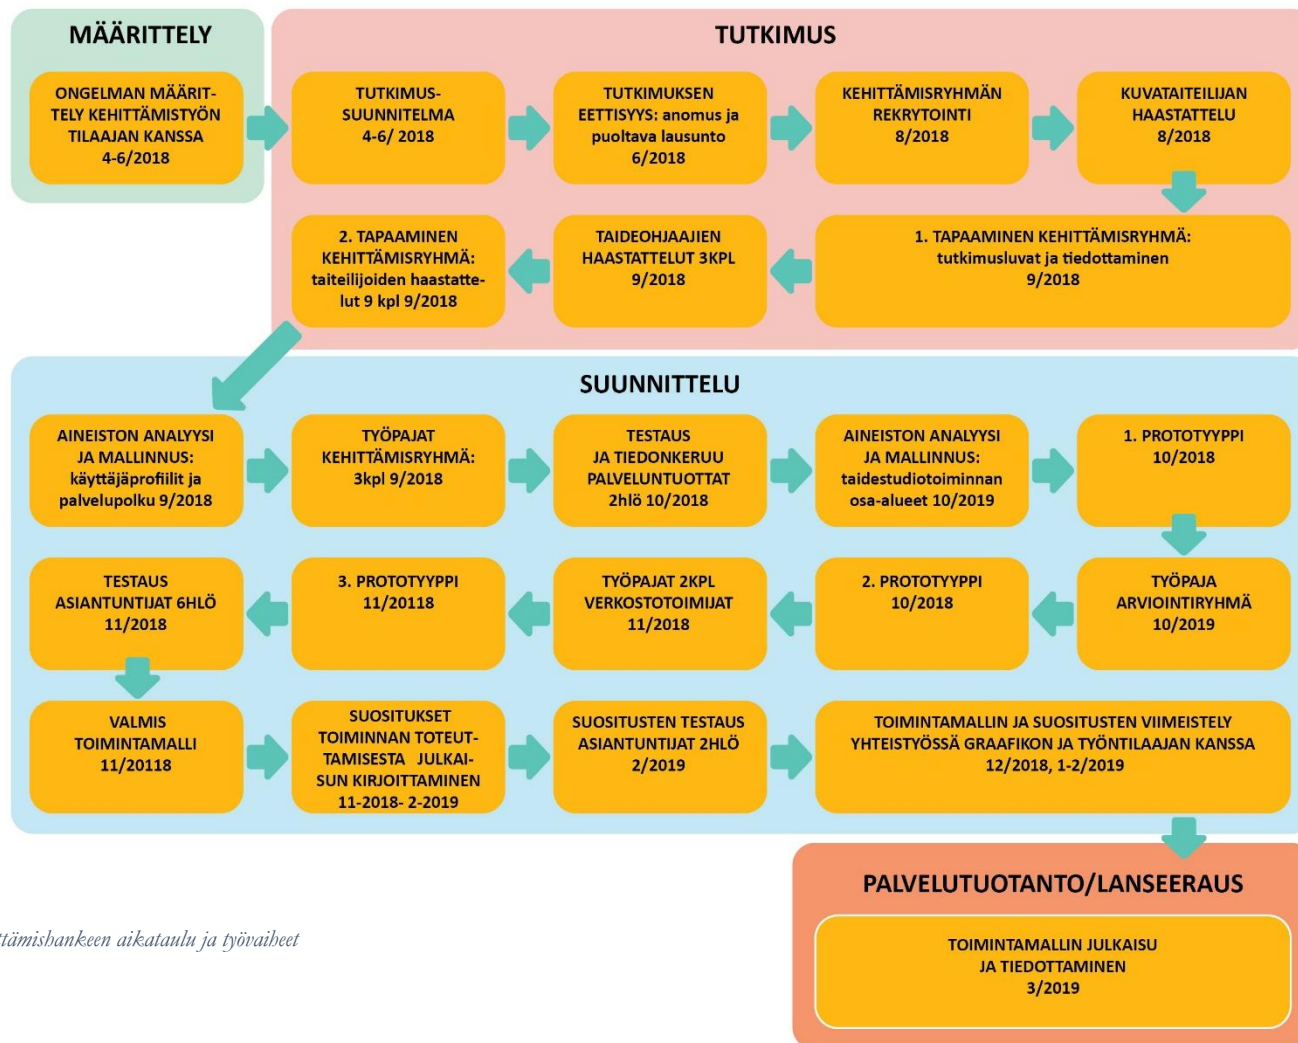 MÄÄRITTELY
ONGELMAN MÄÄRIT-
TELY KEHITTÄMISTYÖN
TILAAJAN KANSSA
4-6/2018
TUTKIMUS
TUTKIMUS-
SUUNNITELMA
4-6/ 2018
TUTKIMUKSEN
EETTISYYS: anomus ja
puoltava lausunto
6/2018
KEHITTÄMISRYHMÄN
REKRYTOINTI
8/2018
KUVATAITEILIJAN
HAASTATTELU
8/2018
1. TAPAAMINEN KEHITTÄMISRYHMÄ:
tutkimusluvat ja tiedottaminen
9/2018
TAIDEOHJAAJIEN
HAASTATTELUT 3KPL
9/2018
2. TAPAAMINEN
KEHITTÄMISRYHMÄ:
taiteilijoiden haastatte-
lut 9 kpl 9/2018
SUUNNITTELU
AINEISTON ANALYYSI
JA MALLINNUS:
käyttäjäprofiilit ja
palvelupolku 9/2018
TYÖPAJAT
KEHITTÄMISRYHMÄ:
3kpl 9/2018
TESTAUS
JA TIEDONKERUU
PALVELUNTUOTTAT
2hlö 10/2018
AINEISTON ANALYYSI
JA MALLINNUS:
taidestudiotoiminnan
osa-alueet 10/2019
1. PROTOTYYPPI
10/2018
TYÖPAJA
ARVIOINTIRYHMÄ
10/2019
2. PROTOTYYPPI
10/2018
TYÖPAJAT 2KPL
VERKOSTOTOIMIJAT
11/2018
3. PROTOTYYPPI
11/20118
TESTAUS
ASIANTUNTIJAT 6HLÖ
11/2018
VALMIS
TOIMINTAMALLI
11/20118
SUOSITUKSET
TOIMINNAN TOTEUT-
TAMISESTA JULKAI-
SUN KIRJOITTAMINEN
11-2018- 2-2019
SUOSITUSTEN TESTAUS
ASIANTUNTIJAT 2HLÖ
2/2019
TOIMINTAMALLIN JA SUOSITUSTEN VIIMEISTELY
YHTEISTYÖSSÄ GRAAFIKON JA TYÖNTILAAJAN KANSSA
12/2018, 1-2/2019
PALVELUTUOTANTO/LANSEERAUS
TOIMINTAMALLIN JULKAISU
JA TIEDOTTAMINEN
3/2019
ttämishankeen aikataulu ja työvaiheet